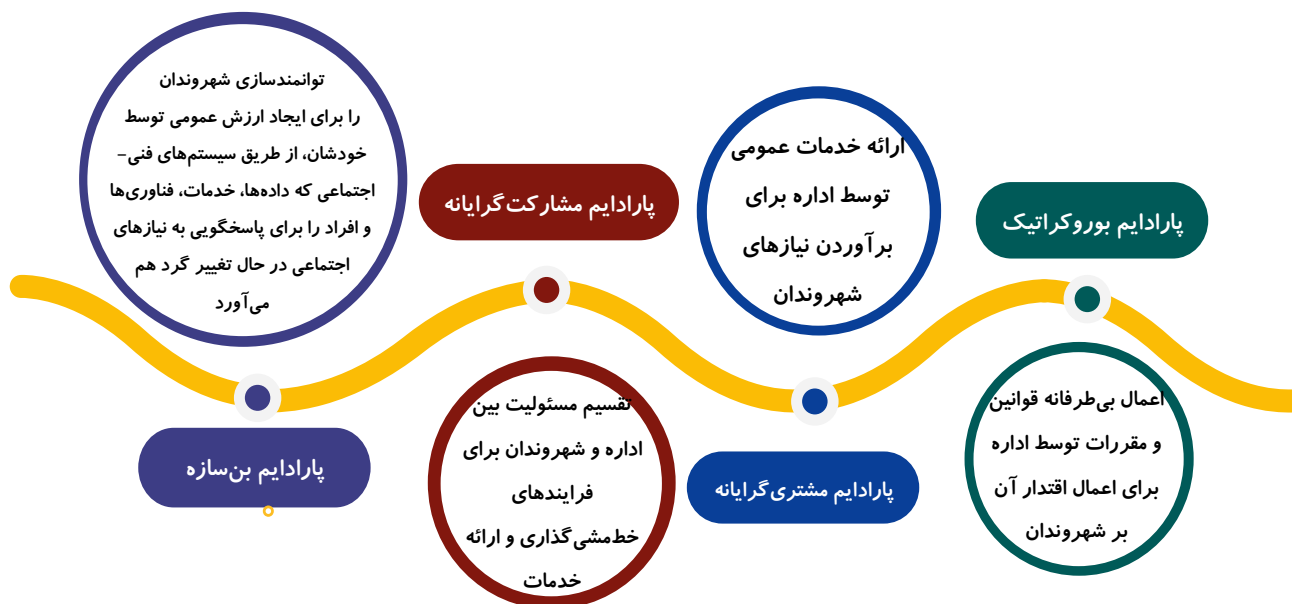 پارادایم بوروکراتیک
اعمال بی‌طرفانه قوانین
و مقررات توسط اداره
برای اعمال اقتدار آن
بر شهروندان
ارائه خدمات عمومی
توسط اداره برای
برآوردن نیازهای
شهروندان
پارادایم مشتری‌گرایانه
پارادایم مشارکت‌گرایانه
تقسیم مسئولیت بین
اداره و شهروندان برای
فرایندهای
خط‌مشی‌گذاری و ارائه
خدمات
توانمندسازی شهروندان
را برای ایجاد ارزش عمومی توسط
خودشان، از طریق سیستم‌های فنی-
اجتماعی که داده‌ها، خدمات، فناوری‌ها
و افراد را برای پاسخگویی به نیازهای
اجتماعی در حال تغییر گرد هم
می‌آورد
پارادایم بن‌سازه